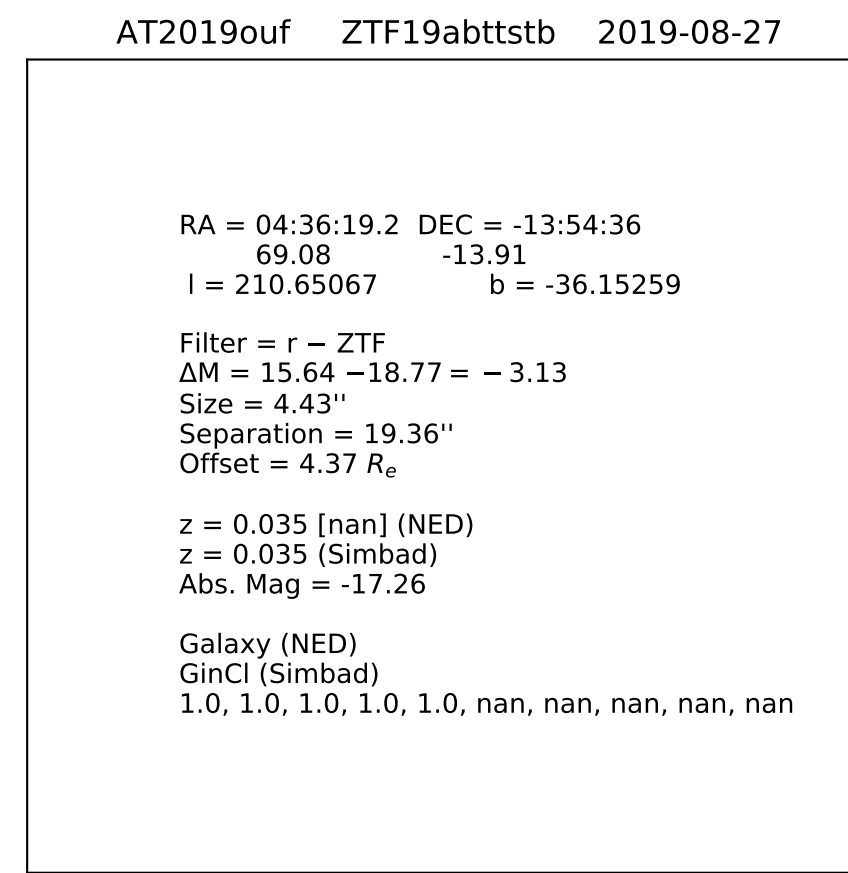 AT2019ouf ZTF19abttstb 2019-08-27
RA = 04:36:19.2 DEC = -13:54:36
69.08 -13.91
l = 210.65067 b = -36.15259
Filter = r − ZTF
ΔM = 15.64 −18.77 = −3.13
Size = 4.43''
Separation = 19.36''
Offset = 4.37 Rₑ
z = 0.035 [nan] (NED)
z = 0.035 (Simbad)
Abs. Mag = -17.26
Galaxy (NED)
GinCl (Simbad)
1.0, 1.0, 1.0, 1.0, 1.0, nan, nan, nan, nan, nan